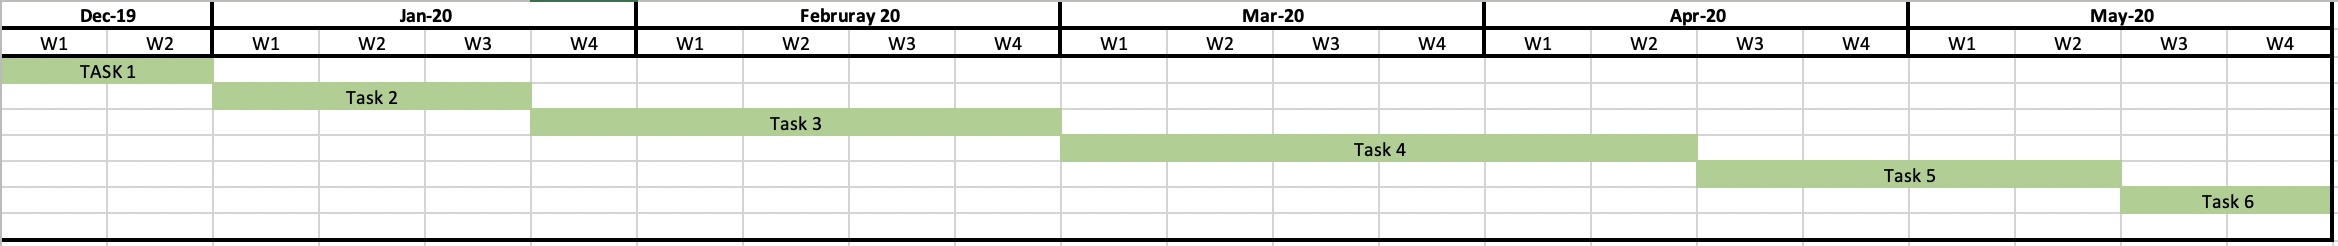 Dec-19 Jan-20 Februray 20 Mar-20 Apr-20 May-20
W1 W2 W1 W2 W3 W4 W1 W2 W3 W4 W1 W2 W3 W4 W1 W2 W3 W4 W1 W2 W3 W4
TASK 1
Task 2
Task 3
Task 4
Task 5
Task 6